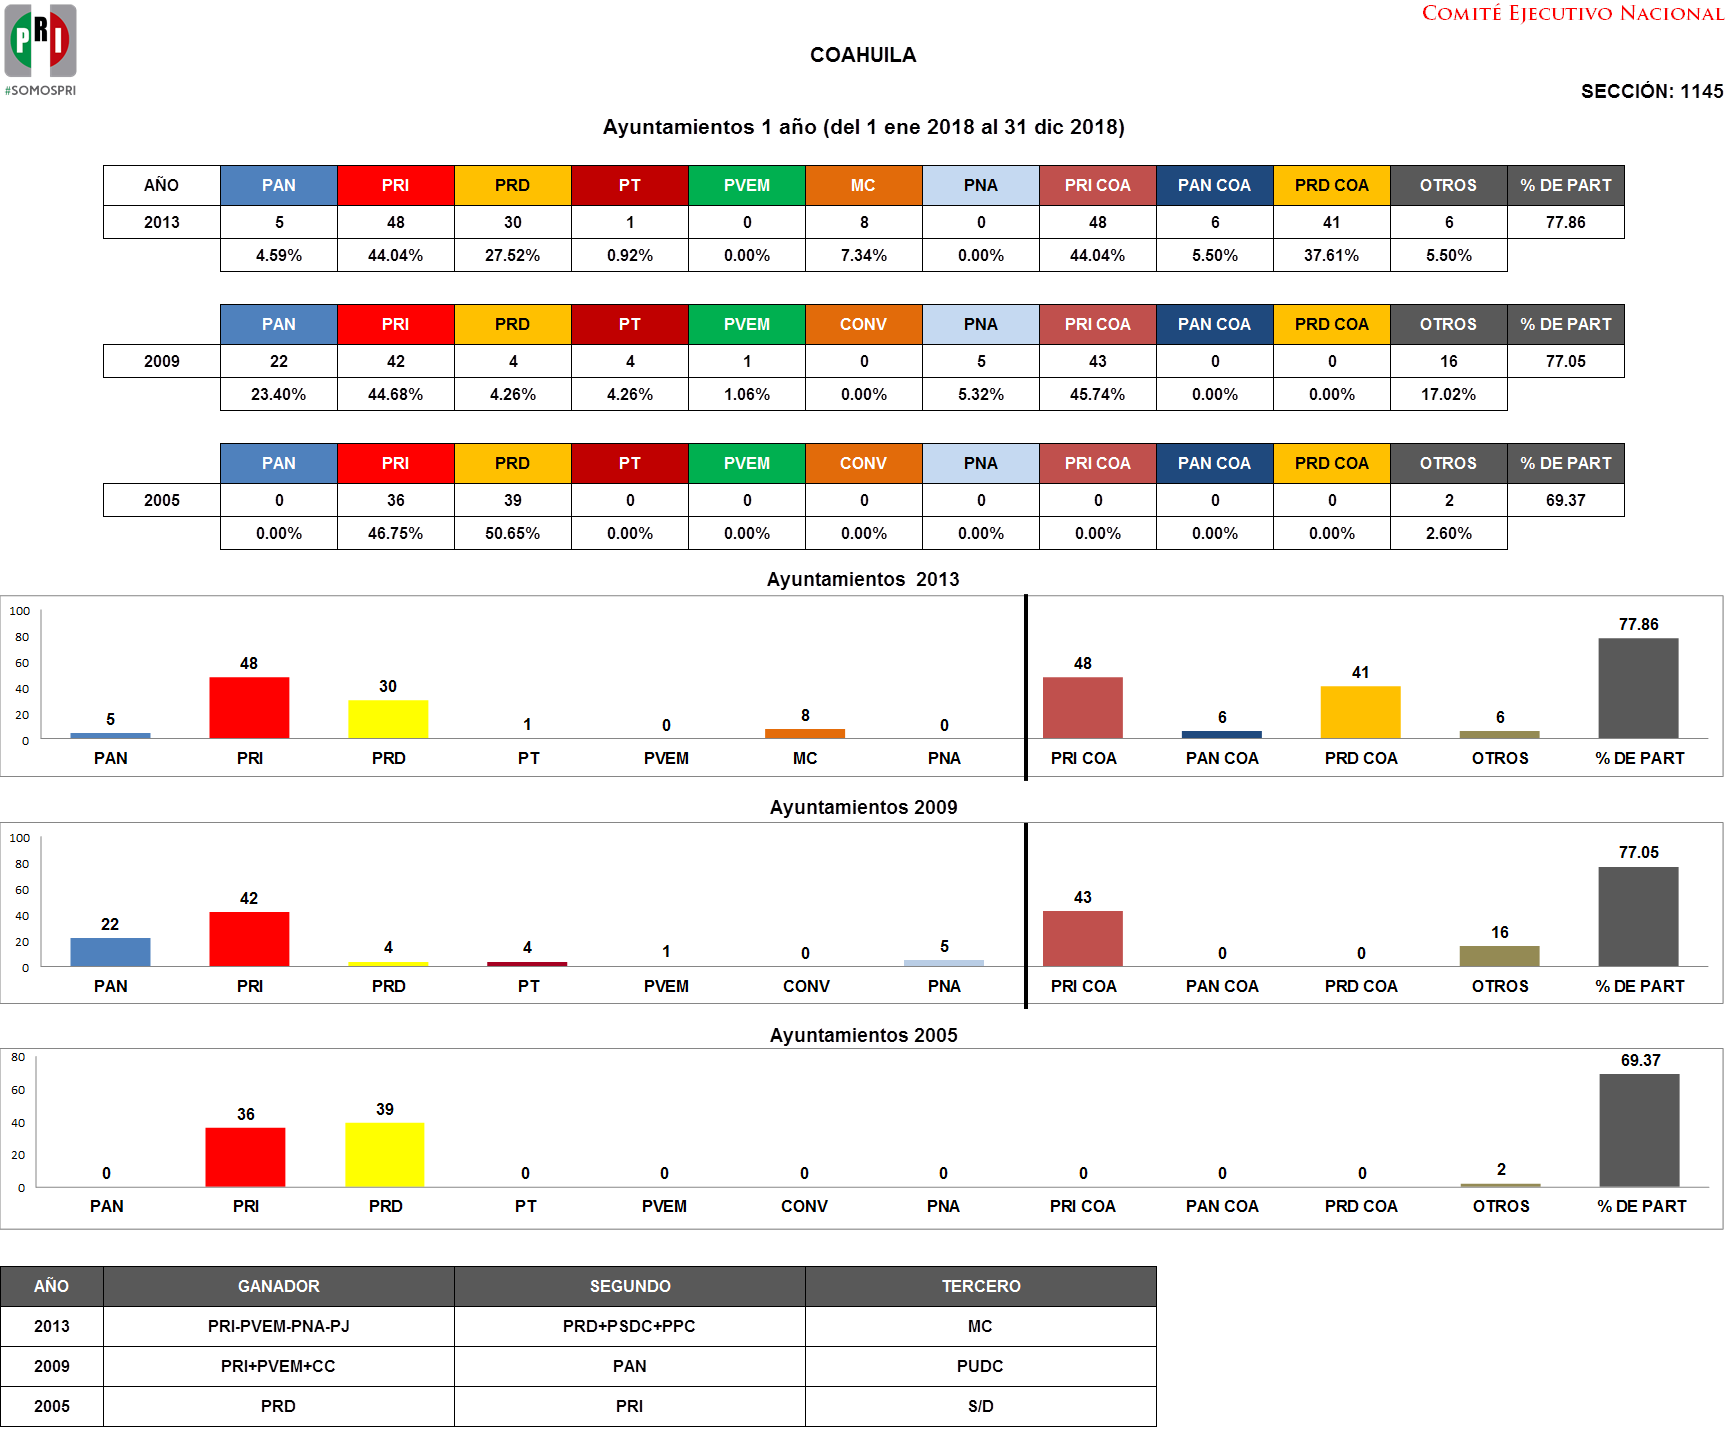 PRI
#SOMOSPRI
COMITÉ EJECUTIVO NACIONAL
COAHUILA
SECCIÓN: 1145
Ayuntamientos 1 año (del 1 ene 2018 al 31 dic 2018)
AÑO PAN PRI PRD PT PVEM MC PNA PRI COA PAN COA PRD COA OTROS % DE PART
2013 5 48 30 1 0 8 0 48 6 41 6 77.86
4.59% 44.04% 27.52% 0.92% 0.00% 7.34% 0.00% 44.04% 5.50% 37.61% 5.50%
PAN PRI PRD PT PVEM CONV PNA PRI COA PAN COA PRD COA OTROS % DE PART
2009 22 42 4 4 1 0 5 43 0 0 16 77.05
23.40% 44.68% 4.26% 4.26% 1.06% 0.00% 5.32% 45.74% 0.00% 0.00% 17.02%
PAN PRI PRD PT PVEM CONV PNA PRI COA PAN COA PRD COA OTROS % DE PART
2005 0 36 39 0 0 0 0 0 0 0 2 69.37
0.00% 46.75% 50.65% 0.00% 0.00% 0.00% 0.00% 0.00% 0.00% 0.00% 2.60%
Ayuntamientos 2013
100
80
60
40
20
0
5 48 30 1 0 8 0 48 6 41 6 77.86
PAN PRI PRD PT PVEM MC PNA PRI COA PAN COA PRD COA OTROS % DE PART
Ayuntamientos 2009
100
80
60
40
20
0
22 42 4 4 1 0 5 43 0 0 16 77.05
PAN PRI PRD PT PVEM CONV PNA PRI COA PAN COA PRD COA OTROS % DE PART
Ayuntamientos 2005
80
60
40
20
0
0 36 39 0 0 0 0 0 0 0 2 69.37
PAN PRI PRD PT PVEM CONV PNA PRI COA PAN COA PRD COA OTROS % DE PART
AÑO GANADOR SEGUNDO TERCERO
2013 PRI-PVEM-PNA-PJ PRD+PSDC+PPC MC
2009 PRI+PVEM+CC PAN PUDC
2005 PRD PRI S/D